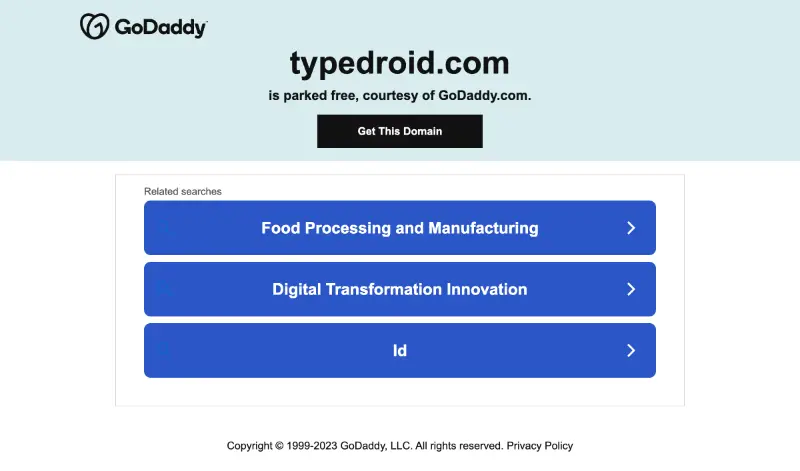 GoDaddy
typedroid.com
is parked free, courtesy of GoDaddy.com.
Get This Domain
Related searches
Food Processing and Manufacturing
Digital Transformation Innovation
Id
Copyright © 1999-2023 GoDaddy, LLC. All rights reserved. Privacy Policy